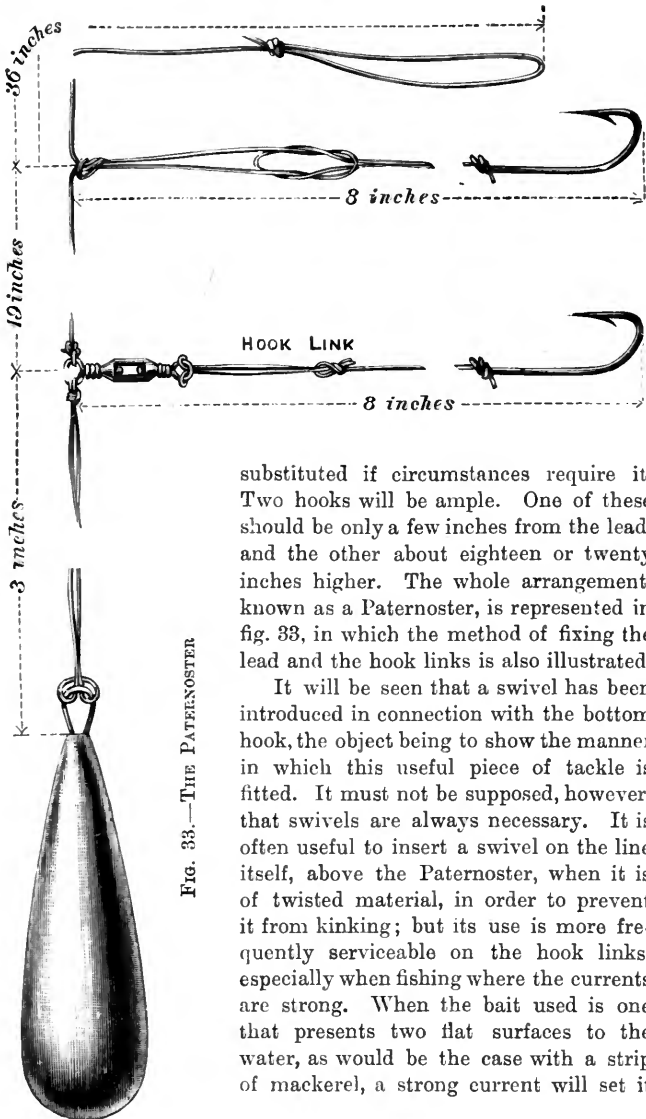 36 inches
8 inches
19 inches
HOOK LINK
8 inches
3 inches
FIG. 33.—THE PATERNOSTER
substituted if circumstances require it
Two hooks will be ample. One of these
should be only a few inches from the lead
and the other about eighteen or twenty
inches higher. The whole arrangement
known as a Paternoster, is represented in
fig. 33, in which the method of fixing the
lead and the hook links is also illustrated
It will be seen that a swivel has been
introduced in connection with the bottom
hook, the object being to show the manner
in which this useful piece of tackle is
fitted. It must not be supposed, however
that swivels are always necessary. It is
often useful to insert a swivel on the line
itself, above the Paternoster, when it is
of twisted material, in order to prevent
it from kinking; but its use is more fre-
quently serviceable on the hook links
especially when fishing where the currents
are strong. When the bait used is one
that presents two flat surfaces to the
water, as would be the case with a strip
of mackerel, a strong current will set it